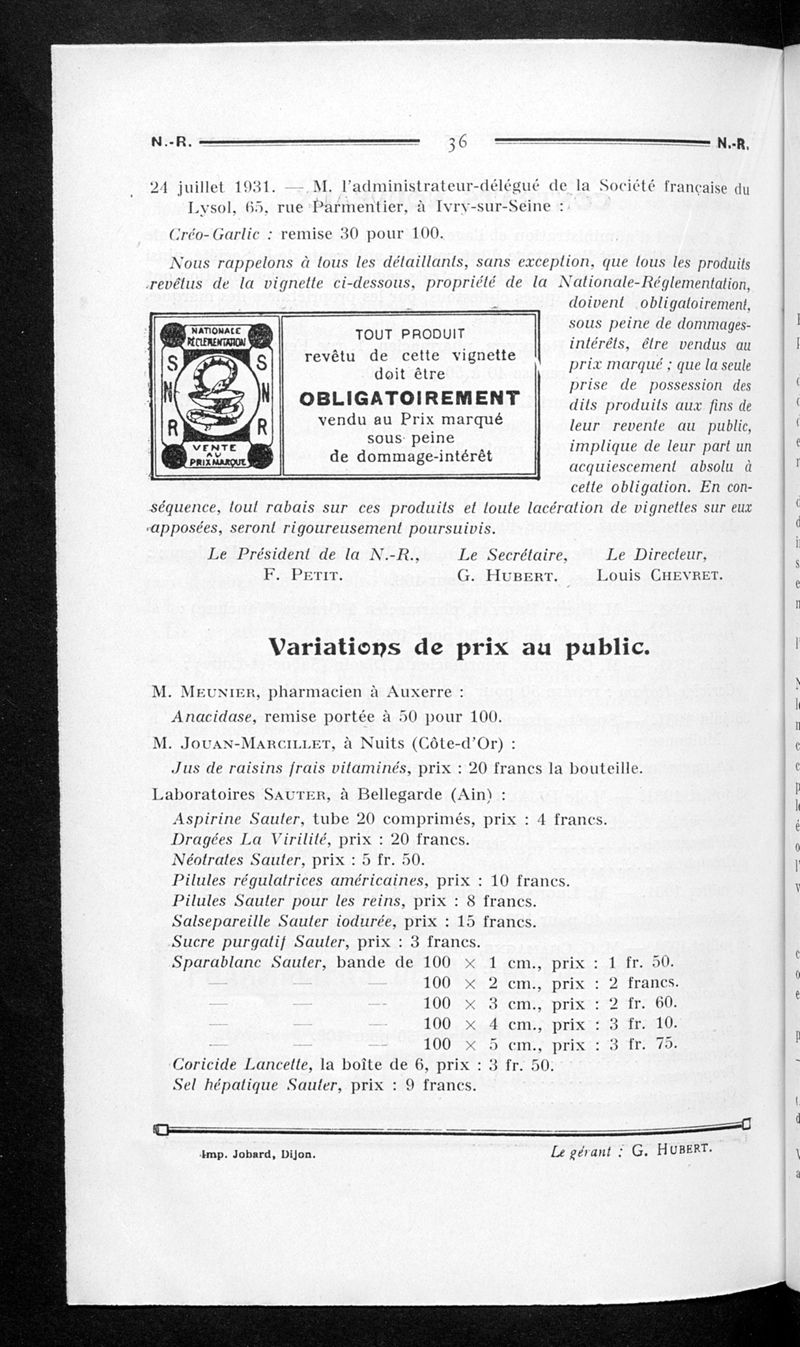 N.-R. 36 N.-R.
24 juillet 1931. — M. l'administrateur-délégué de la Société française du
Lysol, 65, rue Parmentier, à Ivry-sur-Seine :
Créo-Garlic : remise 30 pour 100.
Nous rappelons à tous les détaillants, sans exception, que tous les produits
revêtus de la vignette ci-dessous, propriété de la Nationale-Réglementation,
doivent obligatoirement,
sous peine de dommages-
intérêts, être vendus au
prix marqué ; que la seule
prise de possession des
dits produits aux fins de
leur revente au public,
implique de leur part un
acquiescement absolu à
cette obligation. En con-
NATIONALE
RÉGLEMENTATION
S S
N N
R R
VENTE
AU
PRIX MARQUÉ
TOUT PRODUIT
revêtu de cette vignette
doit être
OBLIGATOIREMENT
vendu au Prix marqué
sous peine
de dommage-intérêt
séquence, tout rabais sur ces produits et toute lacération de vignettes sur eux
apposées, seront rigoureusement poursuivis.
Le Président de la N.-R., Le Secrétaire, Le Directeur,
F. PETIT. G. HUBERT. Louis CHEVRET.
Variations de prix au public.
M. MEUNIER, pharmacien à Auxerre :
Anacidase, remise portée à 50 pour 100.
M. JOUAN-MARCILLET, à Nuits (Côte-d'Or) :
Jus de raisins frais vitaminés, prix : 20 francs la bouteille.
Laboratoires SAUTER, à Bellegarde (Ain) :
Aspirine Sauter, tube 20 comprimés, prix : 4 francs.
Dragées La Virilité, prix : 20 francs.
Néotrates Sauter, prix : 5 fr. 50.
Pilules régulatrices américaines, prix : 10 francs.
Pilules Sauter pour les reins, prix : 8 francs.
Salsepareille Sauter iodurée, prix : 15 francs.
Sucre purgatif Sauter, prix : 3 francs.
Sparablanc Sauter, bande de 100 × 1 cm., prix : 1 fr. 50.
— — — 100 × 2 cm., prix : 2 francs.
— — — 100 × 3 cm., prix : 2 fr. 60.
— — — 100 × 4 cm., prix : 3 fr. 10.
— — — 100 × 5 cm., prix : 3 fr. 75.
Coricide Lancette, la boîte de 6, prix : 3 fr. 50.
Sel hépatique Sauter, prix : 9 francs.
Imp. Jobard, Dijon. Le gérant : G. HUBERT.